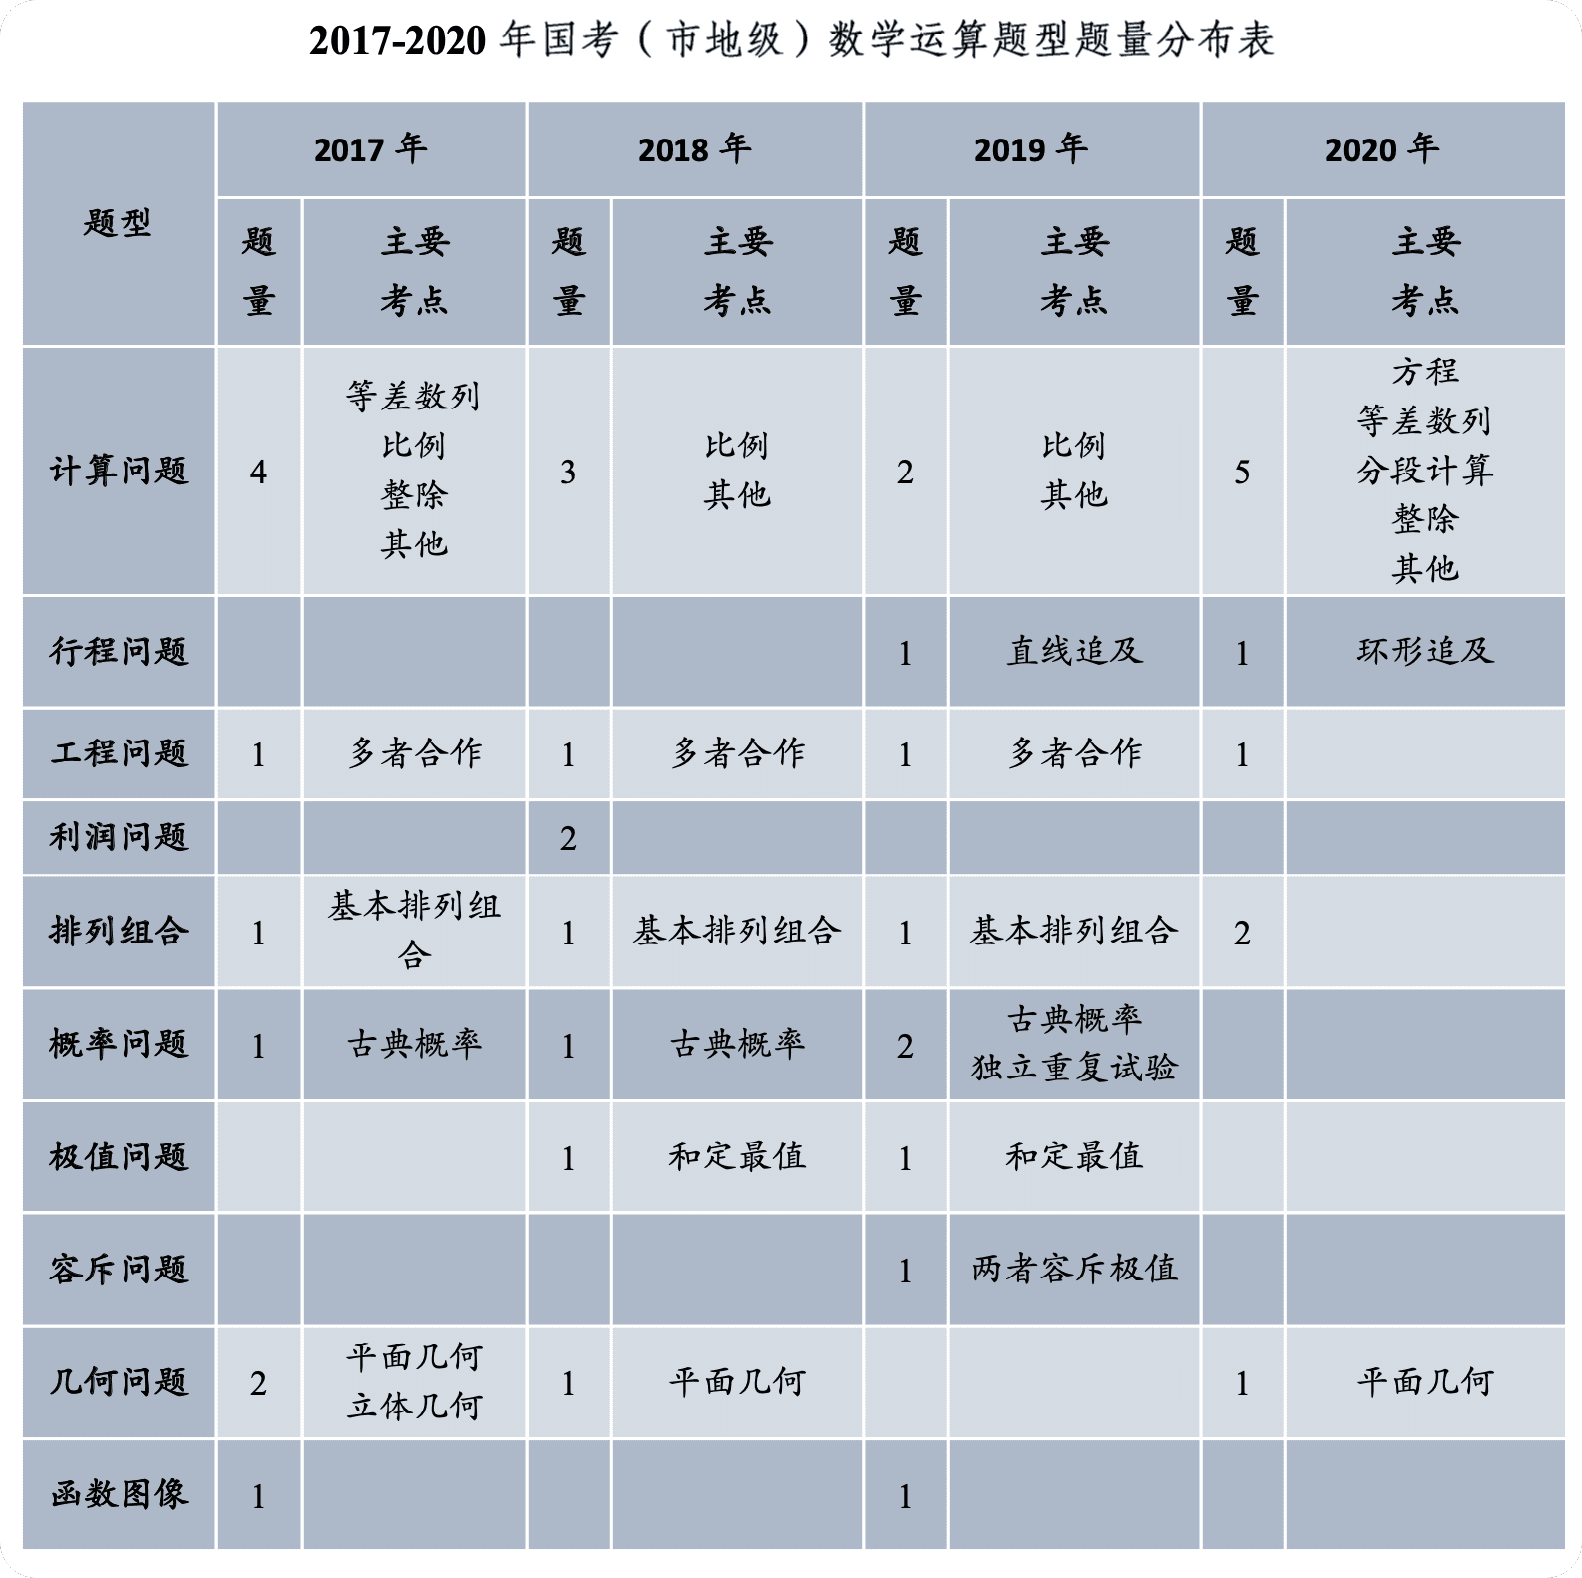 2017-2020 年国考（市地级）数学运算题型题量分布表
题型 2017 年 2018 年 2019 年 2020 年
题量 主要考点 题量 主要考点 题量 主要考点 题量 主要考点
计算问题 4 等差数列 比例 整除 其他 3 比例 其他 2 比例 其他 5 方程 等差数列 分段计算 整除 其他
行程问题 1 直线追及 1 环形追及
工程问题 1 多者合作 1 多者合作 1 多者合作 1
利润问题 2
排列组合 1 基本排列组合 1 基本排列组合 1 基本排列组合 2
概率问题 1 古典概率 1 古典概率 2 古典概率 独立重复试验
极值问题 1 和定最值 1 和定最值
容斥问题 1 两者容斥极值
几何问题 2 平面几何 立体几何 1 平面几何 1 平面几何
函数图像 1 1